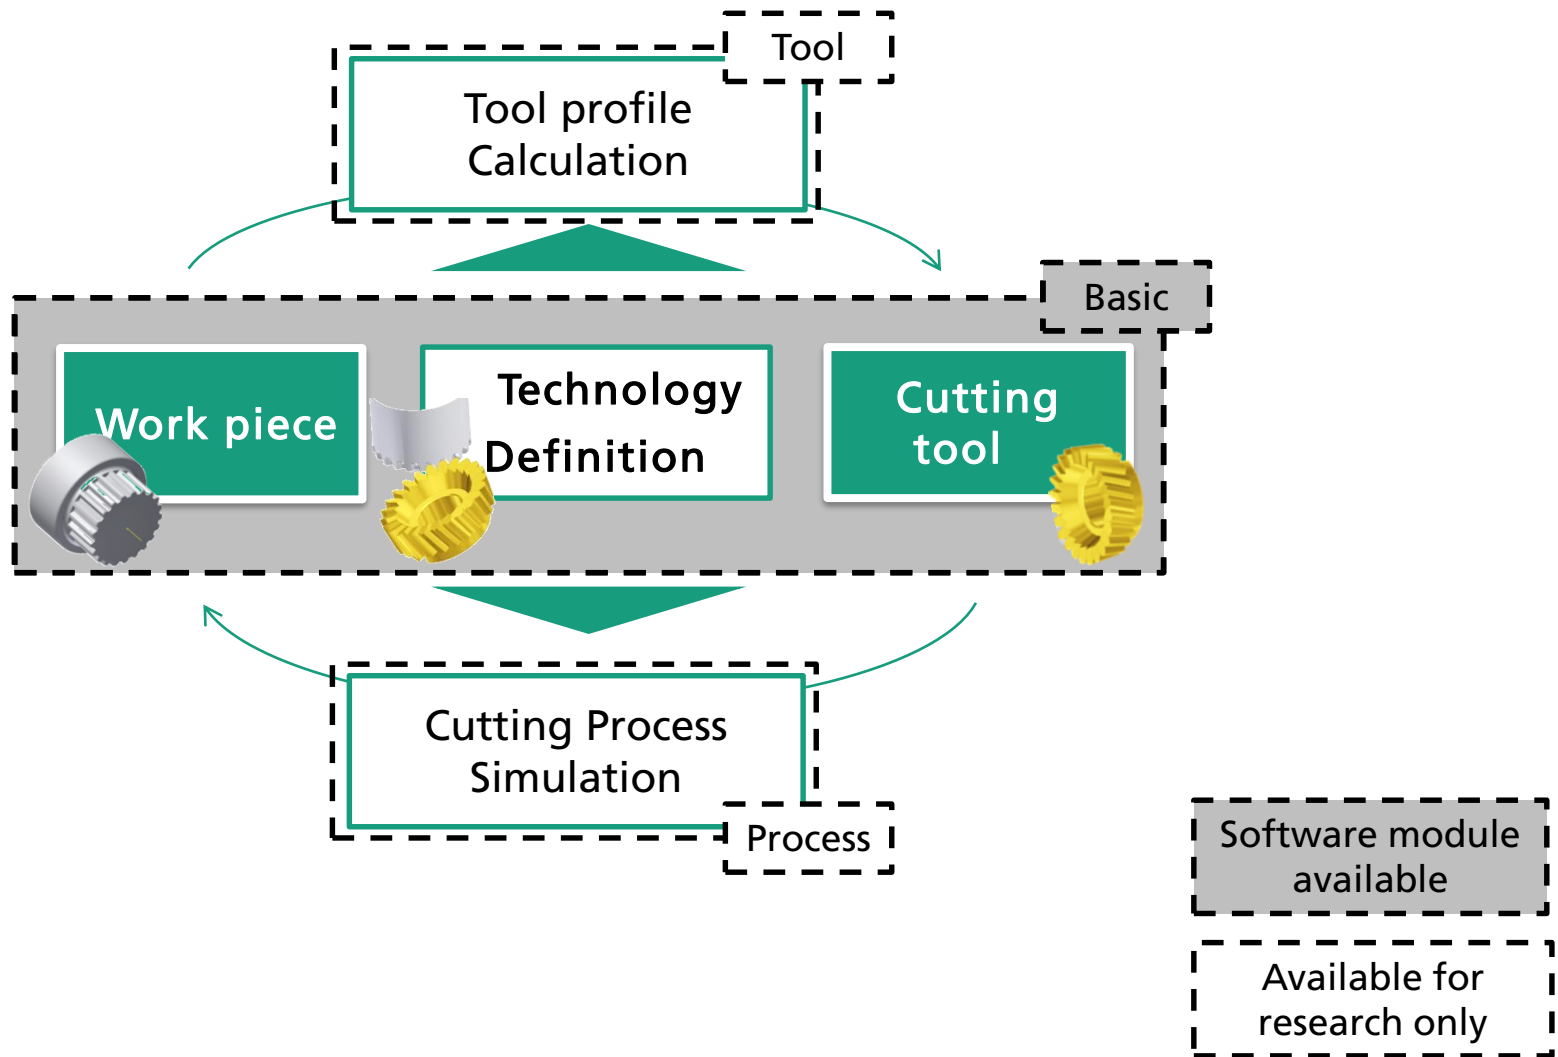 Tool
Tool profile
Calculation
Basic
Work piece
Technology
Definition
Cutting
tool
Cutting Process
Simulation
Process
Software module
available
Available for
research only